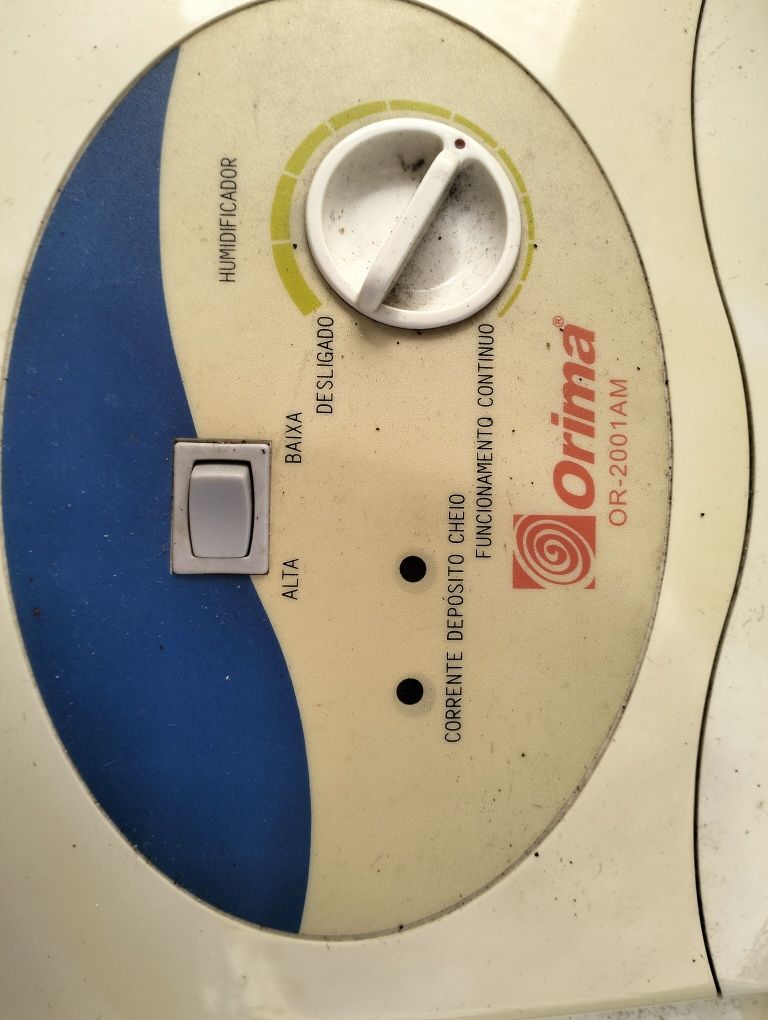 HUMIDIFICADOR
ALTA
BAIXA
DESLIGADO
CORRENTE DEPÓSITO CHEIO
FUNCIONAMENTO CONTINUO
Orima®
OR-2001AM